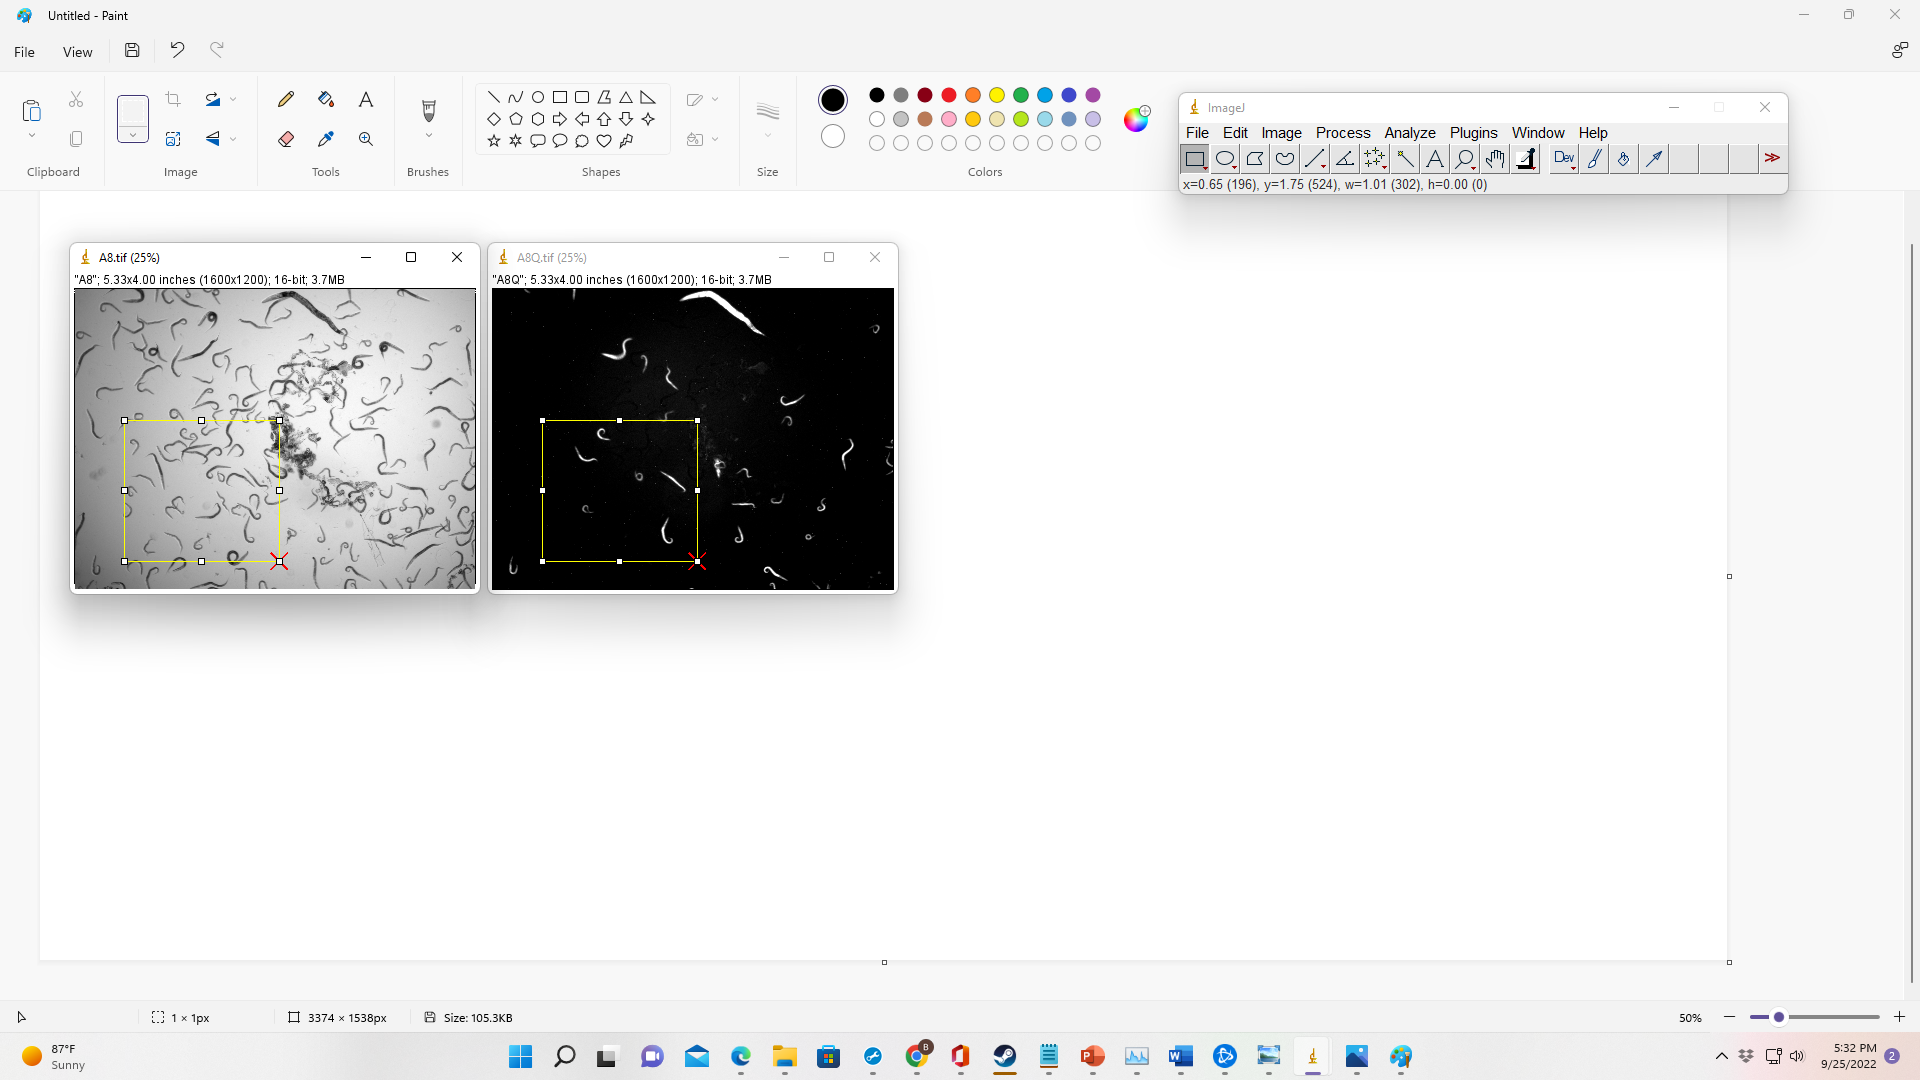 Untitled - Paint
File
View
Clipboard
Image
Tools
Brushes
Shapes
Size
Colors
ImageJ
File Edit Image Process Analyze Plugins Window Help
Dev
x=0.65 (196), y=1.75 (524), w=1.01 (302), h=0.00 (0)
A8.tif (25%)
"A8"; 5.33x4.00 inches (1600x1200); 16-bit; 3.7MB
A8Q.tif (25%)
"A8Q"; 5.33x4.00 inches (1600x1200); 16-bit; 3.7MB
1 × 1px
3374 × 1538px
Size: 105.3KB
50%
87°F
Sunny
B
5:32 PM
9/25/2022
2